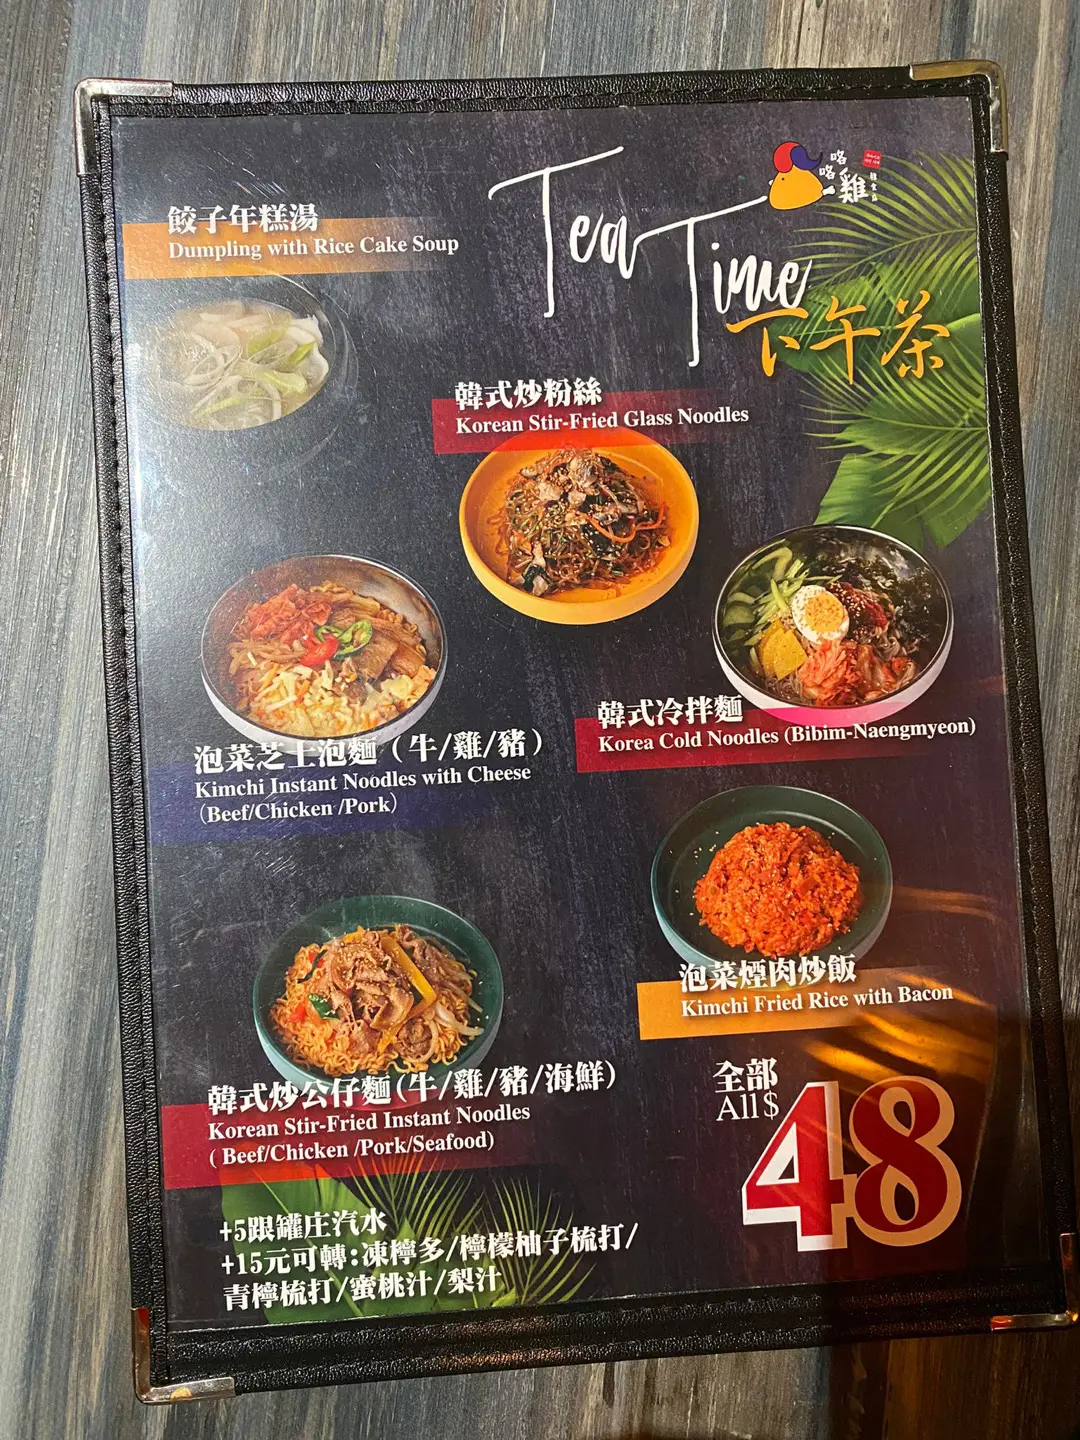 咯咯雞
Tea Time
下午茶
餃子年糕湯
Dumpling with Rice Cake Soup
韓式炒粉絲
Korean Stir-Fried Glass Noodles
泡菜芝士泡麵（牛/雞/豬）
Kimchi Instant Noodles with Cheese
（Beef/Chicken /Pork）
韓式冷拌麵
Korea Cold Noodles (Bibim-Naengmyeon)
泡菜煙肉炒飯
Kimchi Fried Rice with Bacon
韓式炒公仔麵(牛/雞/豬/海鮮)
Korean Stir-Fried Instant Noodles
( Beef/Chicken /Pork/Seafood)
全部
All $
48
+5跟罐庄汽水
+15元可轉:凍檸多/檸檬柚子梳打/
青檸梳打/蜜桃汁/梨汁